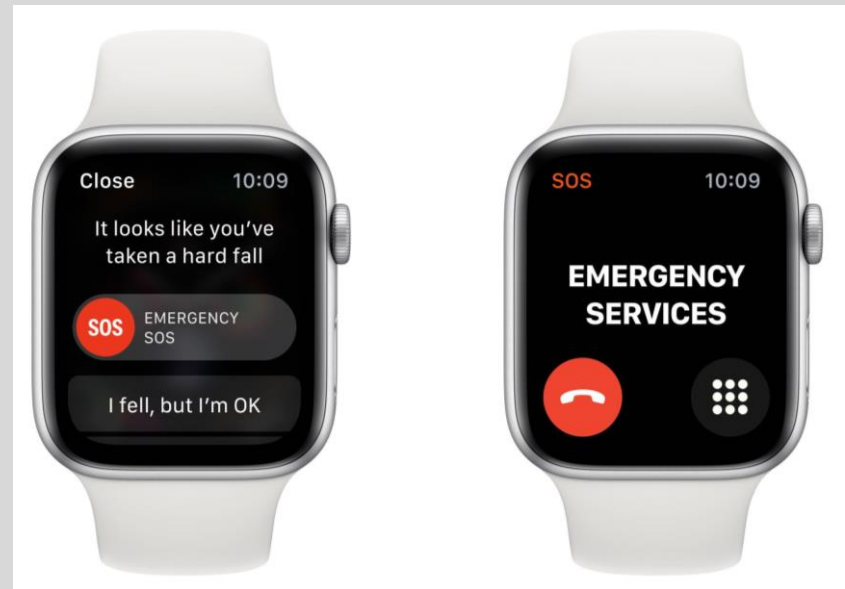 Close 10:09
It looks like you've
taken a hard fall
SOS EMERGENCY
SOS
I fell, but I'm OK
SOS 10:09
EMERGENCY
SERVICES